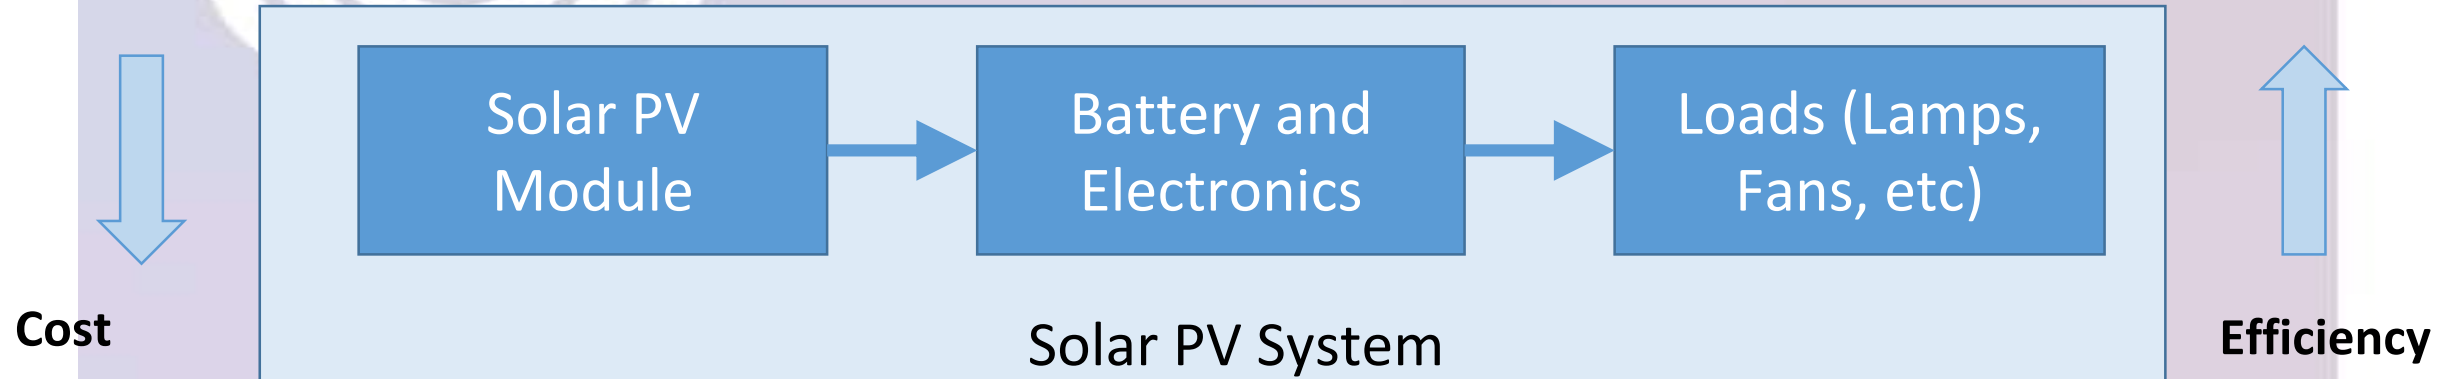 Solar PV
Module
Battery and
Electronics
Loads (Lamps,
Fans, etc)
Cost
Solar PV System
Efficiency